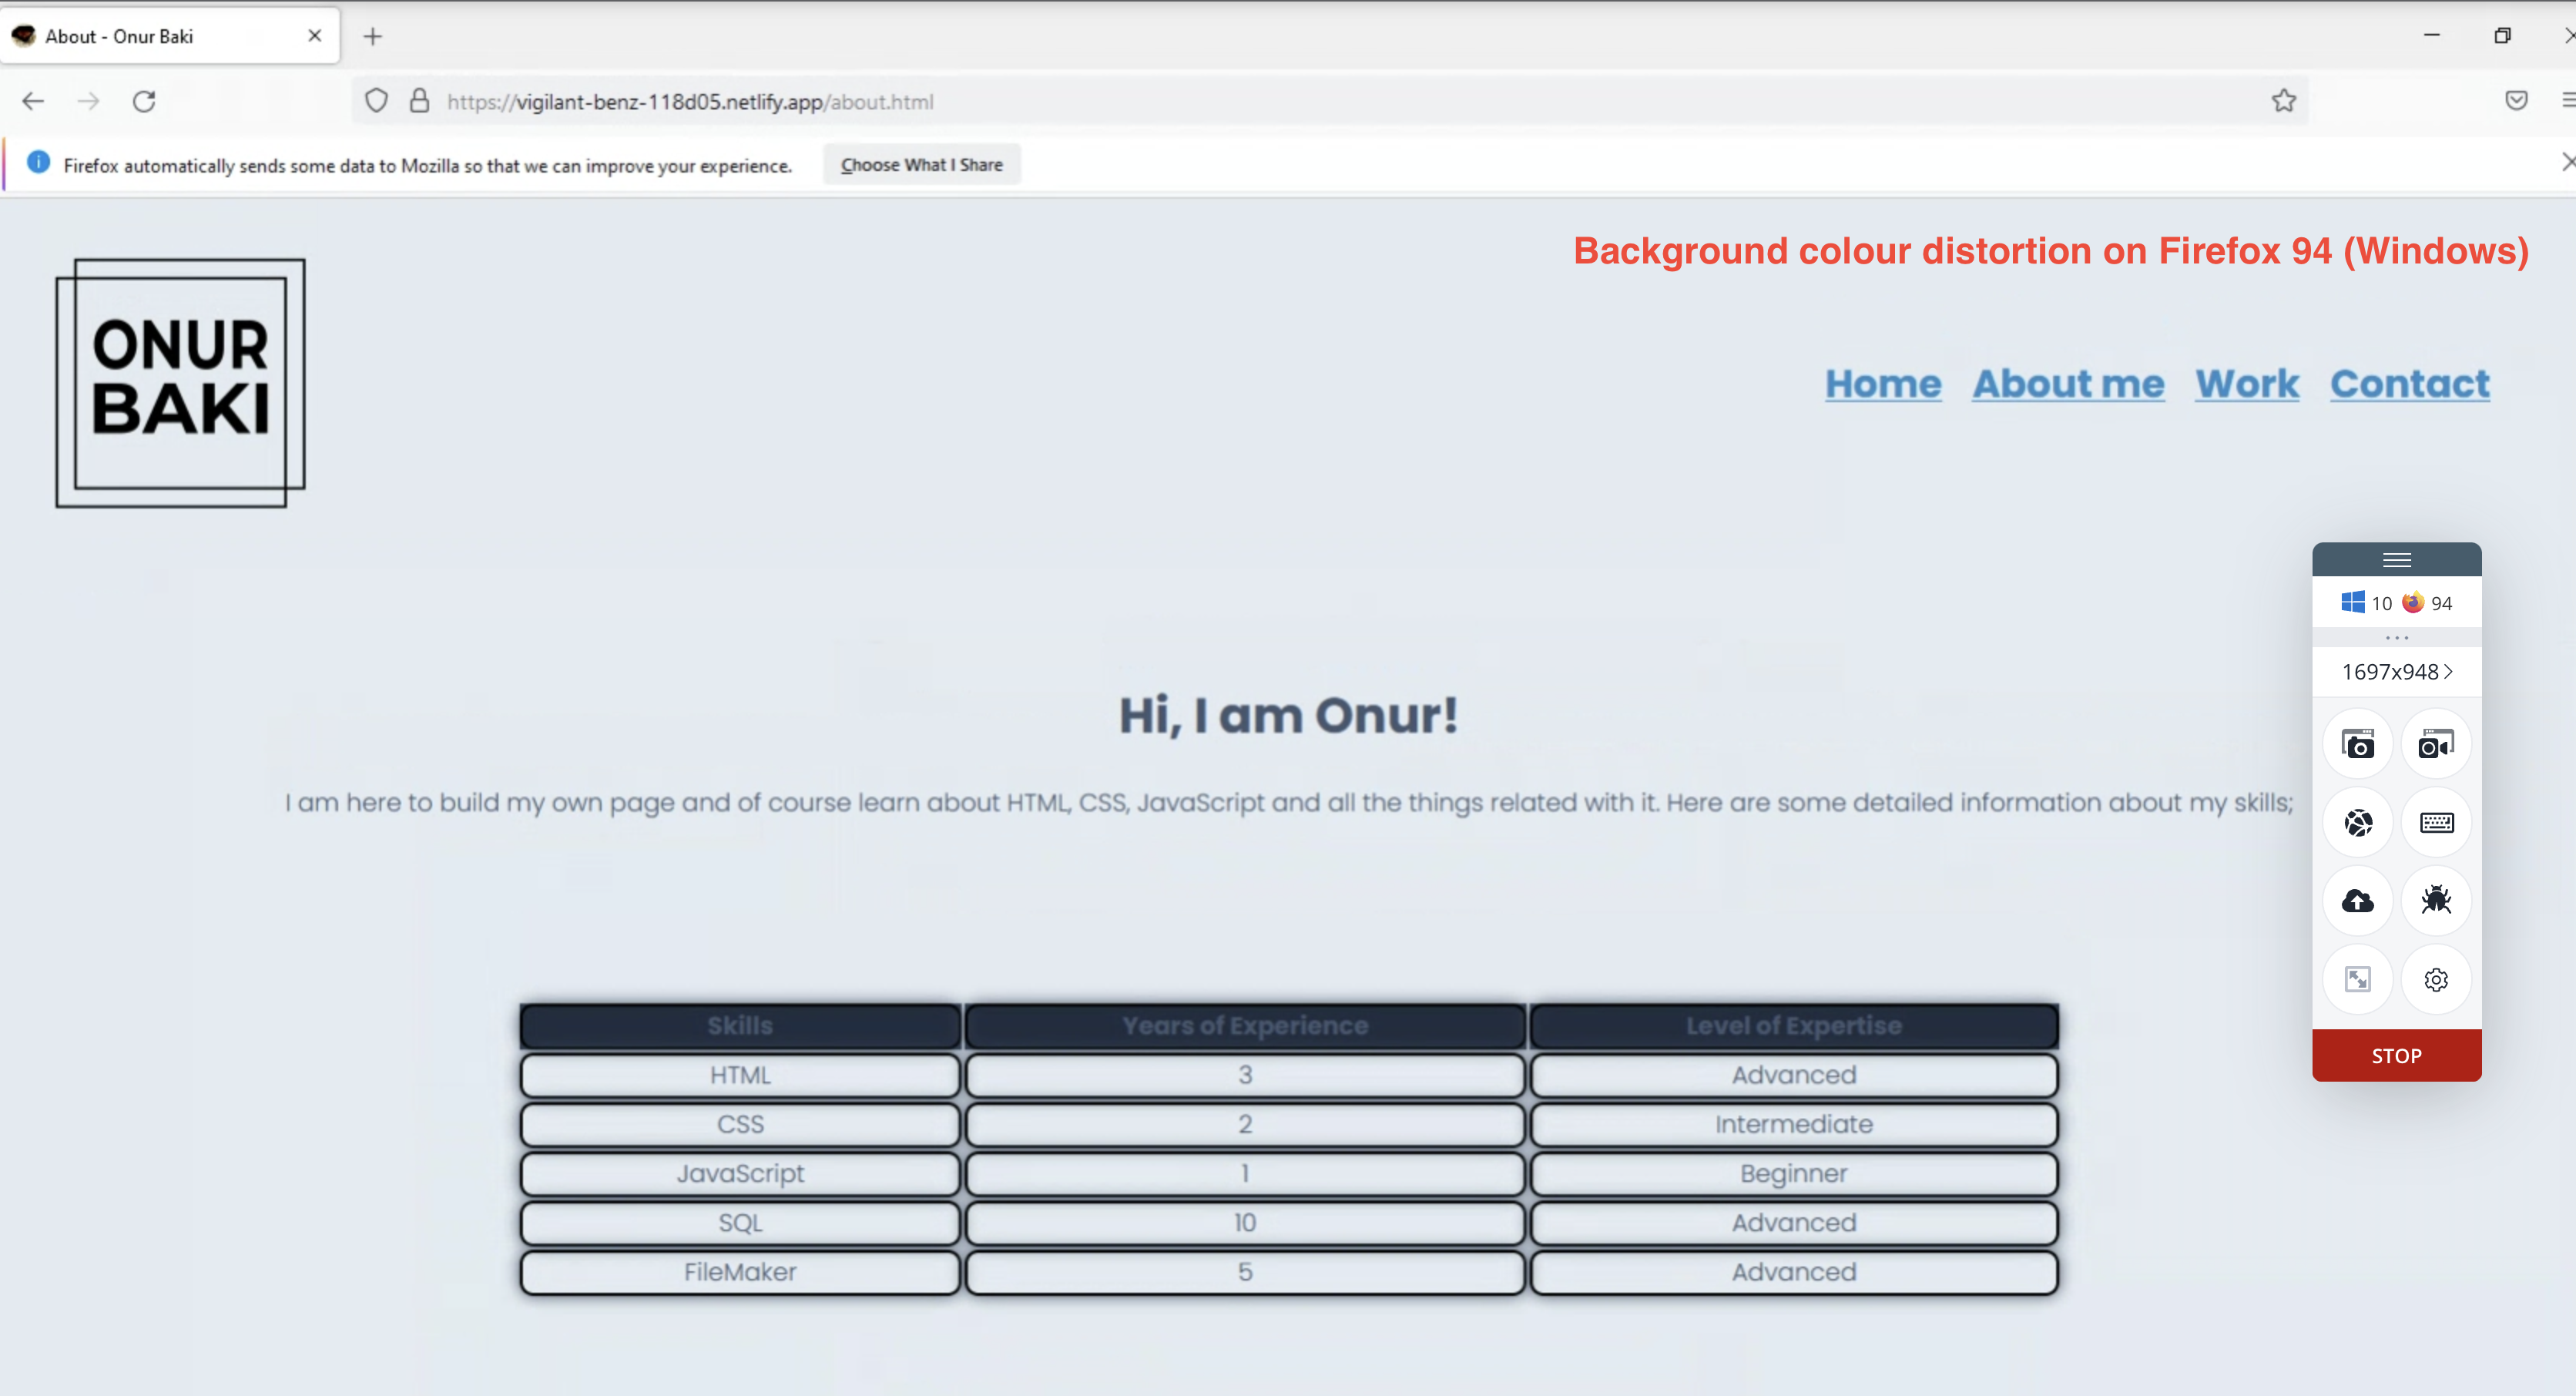 About - Onur Baki
https://vigilant-benz-118d05.netlify.app/about.html
Firefox automatically sends some data to Mozilla so that we can improve your experience. Choose What I Share
Background colour distortion on Firefox 94 (Windows)
ONUR
BAKI
Home About me Work Contact
10 94
1697x948
Hi, I am Onur!
I am here to build my own page and of course learn about HTML, CSS, JavaScript and all the things related with it. Here are some detailed information about my skills;
Skills Years of Experience Level of Expertise
HTML 3 Advanced
CSS 2 Intermediate
JavaScript 1 Beginner
SQL 10 Advanced
FileMaker 5 Advanced
STOP